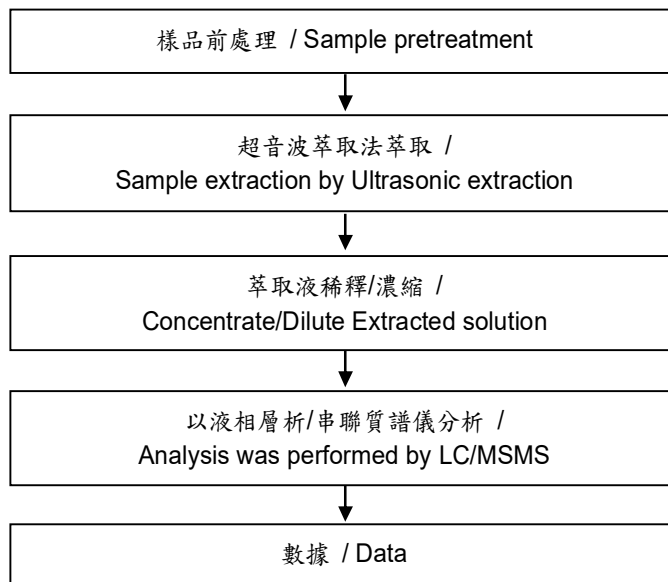 樣品前處理 / Sample pretreatment
超音波萃取法萃取 /
Sample extraction by Ultrasonic extraction
萃取液稀釋/濃縮 /
Concentrate/Dilute Extracted solution
以液相層析/串聯質譜儀分析 /
Analysis was performed by LC/MSMS
數據 / Data